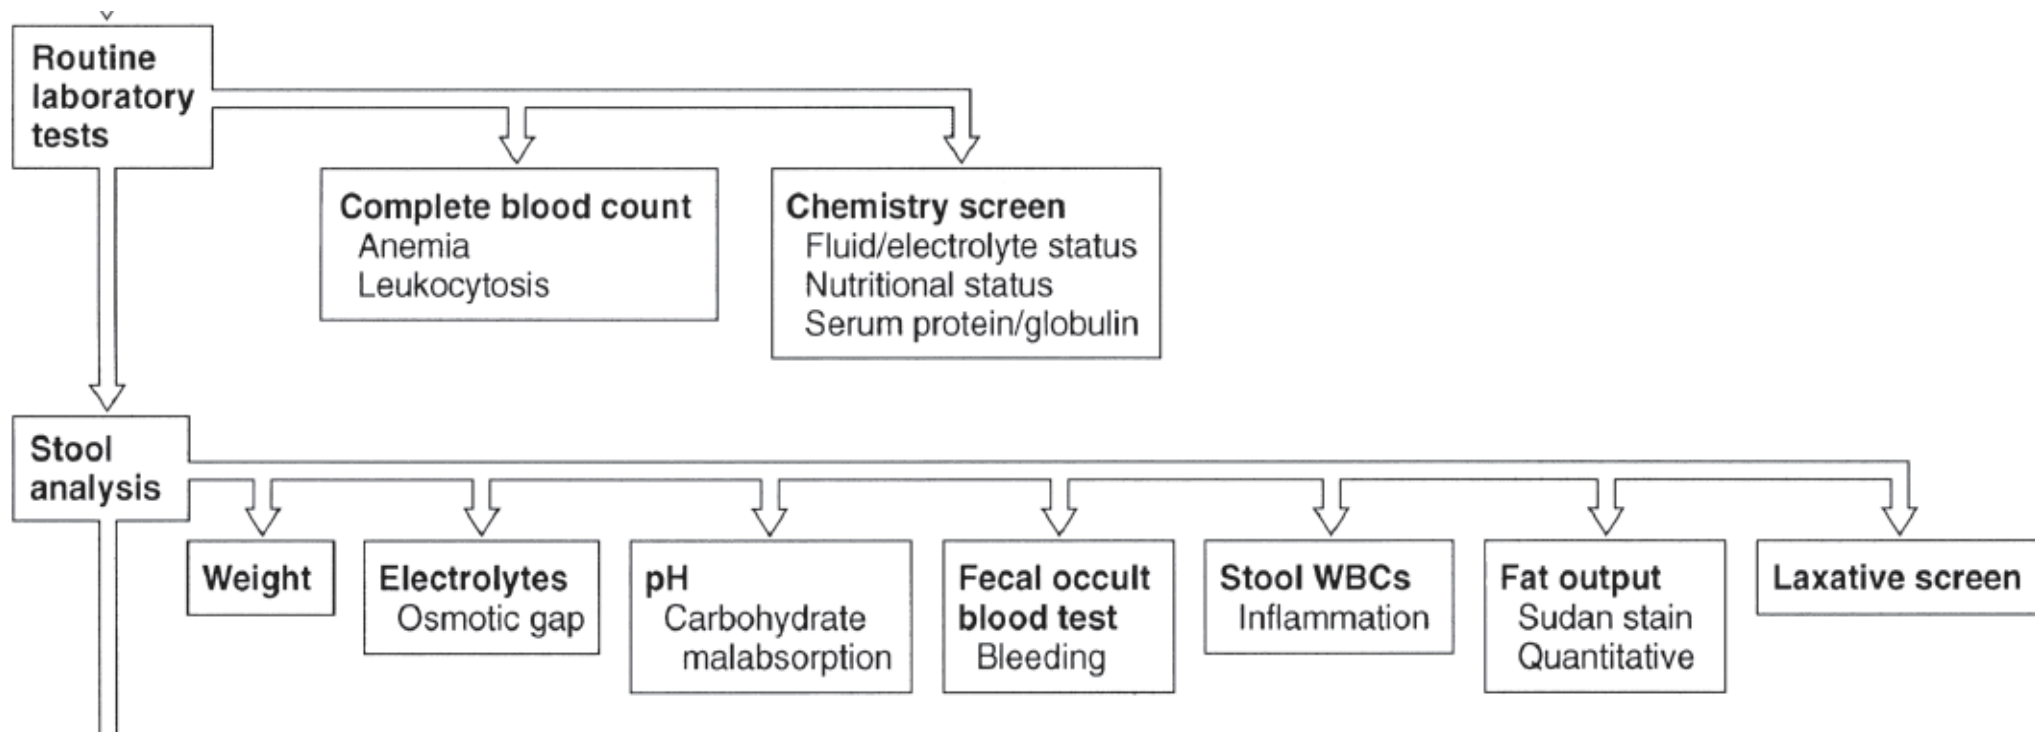 Routine
laboratory
tests
Complete blood count
Anemia
Leukocytosis
Chemistry screen
Fluid/electrolyte status
Nutritional status
Serum protein/globulin
Stool
analysis
Weight
Electrolytes
Osmotic gap
pH
Carbohydrate
malabsorption
Fecal occult
blood test
Bleeding
Stool WBCs
Inflammation
Fat output
Sudan stain
Quantitative
Laxative screen